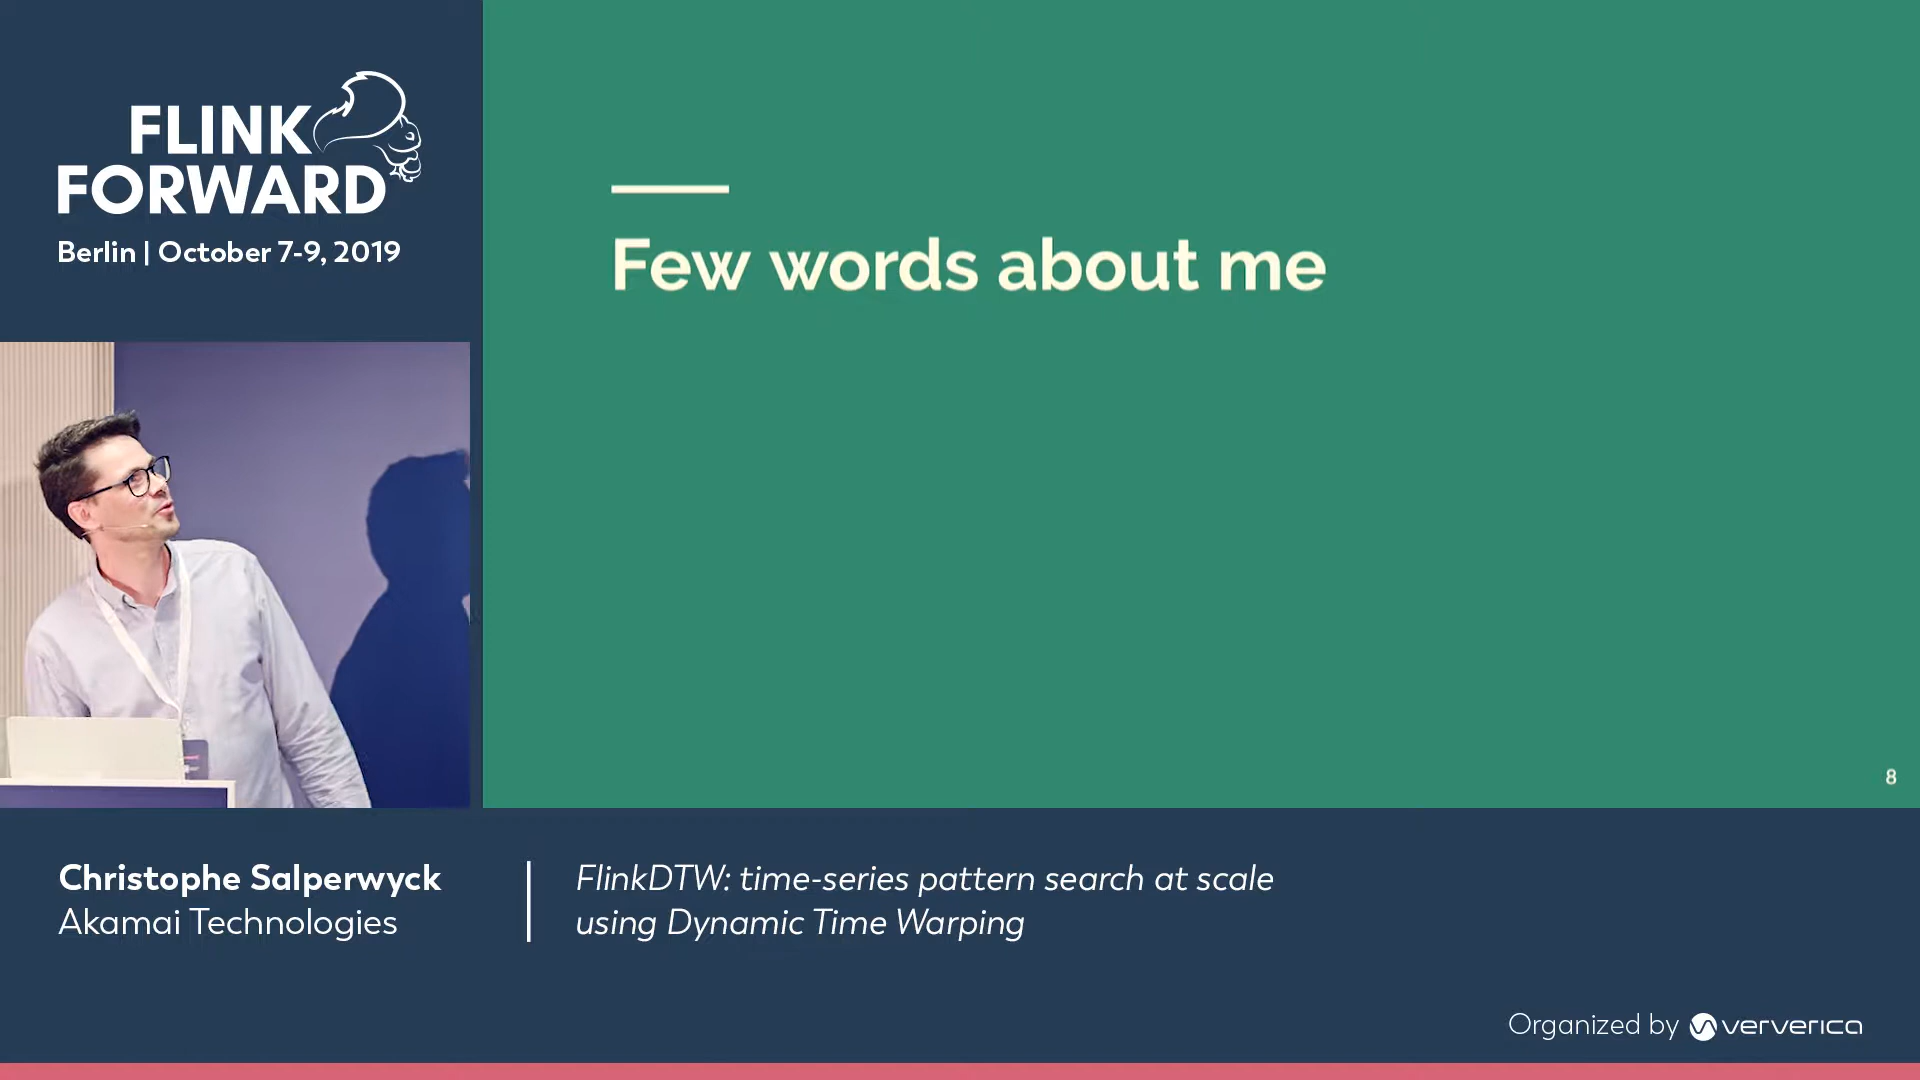 FLINK
FORWARD
Berlin | October 7-9, 2019
Few words about me
8
Christophe Salperwyck
Akamai Technologies
FlinkDTW: time-series pattern search at scale
using Dynamic Time Warping
Organized by ververica